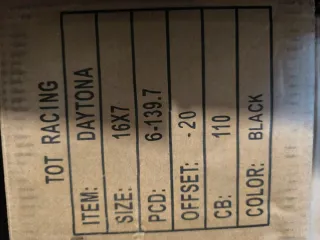 TOT RACING
ITEM: DAYTONA
SIZE: 16X7
PCD: 6-139.7
OFFSET: -20
CB: 110
COLOR: BLACK